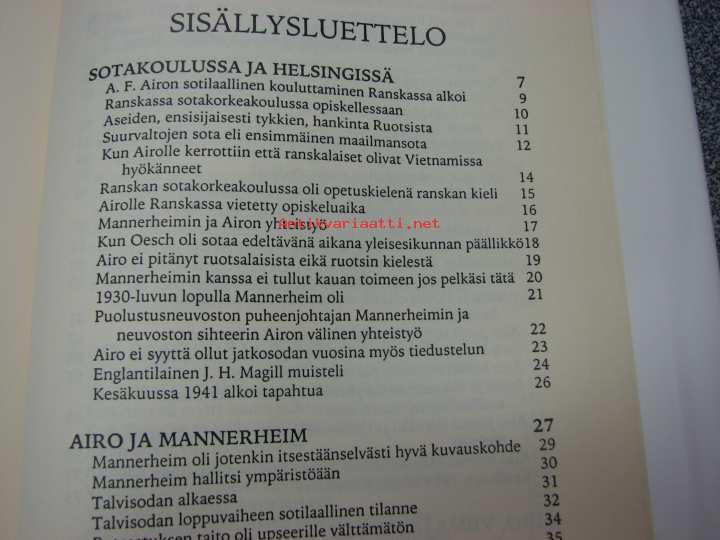 SISÄLLYSLUETTELO
SOTAKOULUSSA JA HELSINGISSÄ 7
A. F. Airon sotilaallinen kouluttaminen Ranskassa alkoi 9
Ranskassa sotakorkeakoulussa opiskellessaan 10
Aseiden, ensisijaisesti tykkien, hankinta Ruotsista 11
Suurvaltojen sota eli ensimmäinen maailmansota 12
Kun Airolle kerrottiin että ranskalaiset olivat Vietnamissa
hyökänneet 14
Ranskan sotakorkeakoulussa oli opetuskielenä ranskan kieli 15
Airolle Ranskassa vietetty opiskeluaika 16
Mannerheimin ja Airon yhteistyö 17
Antikvariaatti.net
Kun Oesch oli sotaa edeltävänä aikana yleisesikunnan päällikkö 18
Airo ei pitänyt ruotsalaisista eikä ruotsin kielestä 19
Mannerheimin kanssa ei tullut kauan toimeen jos pelkäsi tätä 20
1930-luvun lopulla Mannerheim oli 21
Puolustusneuvoston puheenjohtajan Mannerheimin ja
neuvoston sihteerin Airon välinen yhteistyö 22
Airo ei syyttä ollut jatkosodan vuosina myös tiedustelun 23
Englantilainen J. H. Magill muisteli 24
Kesäkuussa 1941 alkoi tapahtua 26
AIRO JA MANNERHEIM 27
Mannerheim oli jotenkin itsestäänselvästi hyvä kuvauskohde 29
Mannerheim hallitsi ympäristöään 30
Talvisodan alkaessa 31
Talvisodan loppuvaiheen sotilaallinen tilanne 32
taito oli upseerille välttämätön 34
35